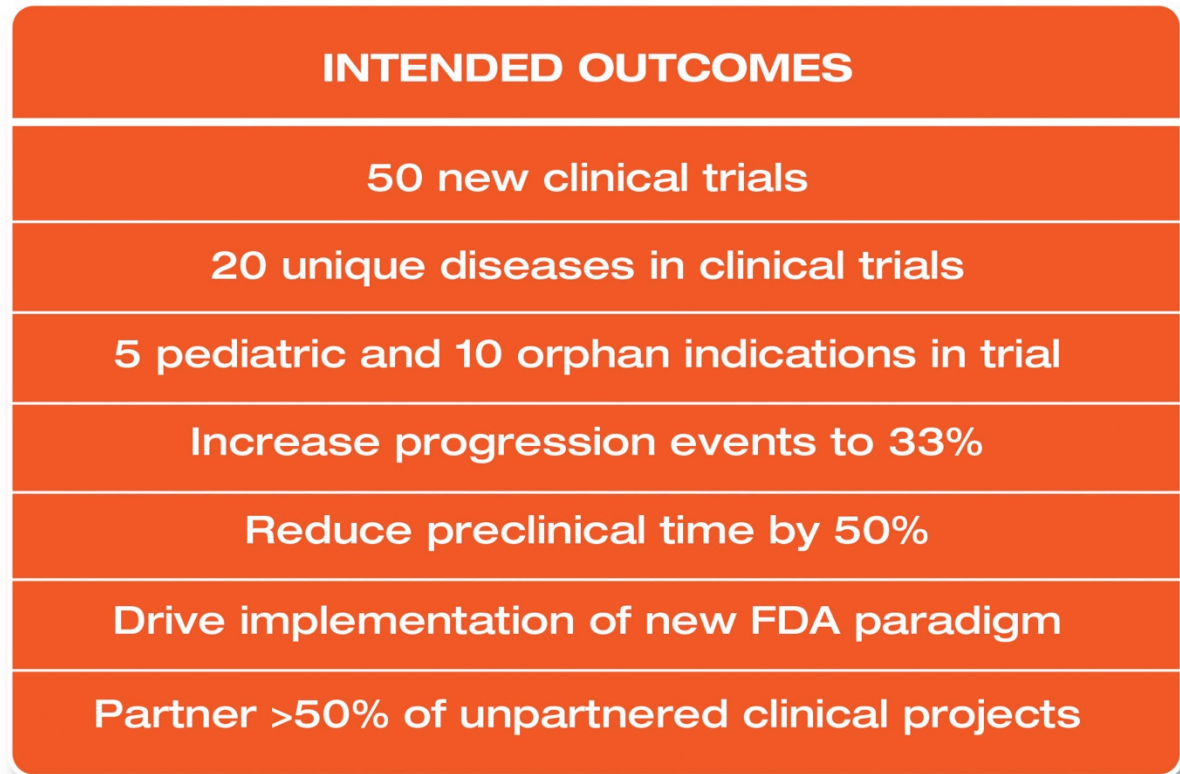 INTENDED OUTCOMES
50 new clinical trials
20 unique diseases in clinical trials
5 pediatric and 10 orphan indications in trial
Increase progression events to 33%
Reduce preclinical time by 50%
Drive implementation of new FDA paradigm
Partner >50% of unpartnered clinical projects